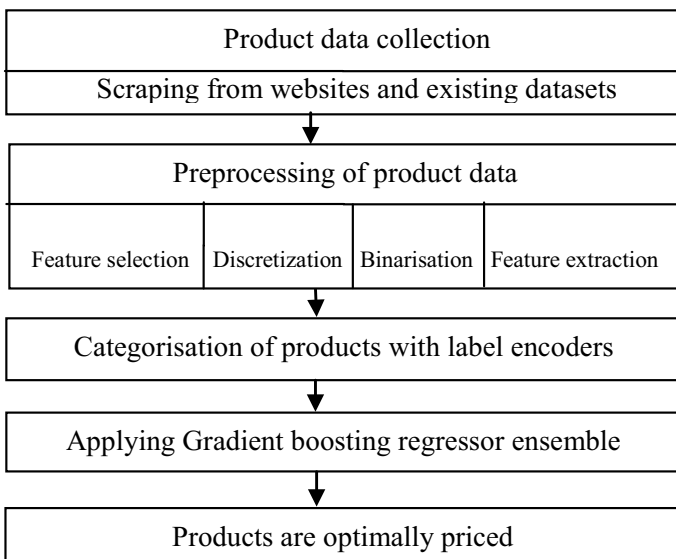 Product data collection
Scraping from websites and existing datasets
Preprocessing of product data
Feature selection Discretization Binarisation Feature extraction
Categorisation of products with label encoders
Applying Gradient boosting regressor ensemble
Products are optimally priced